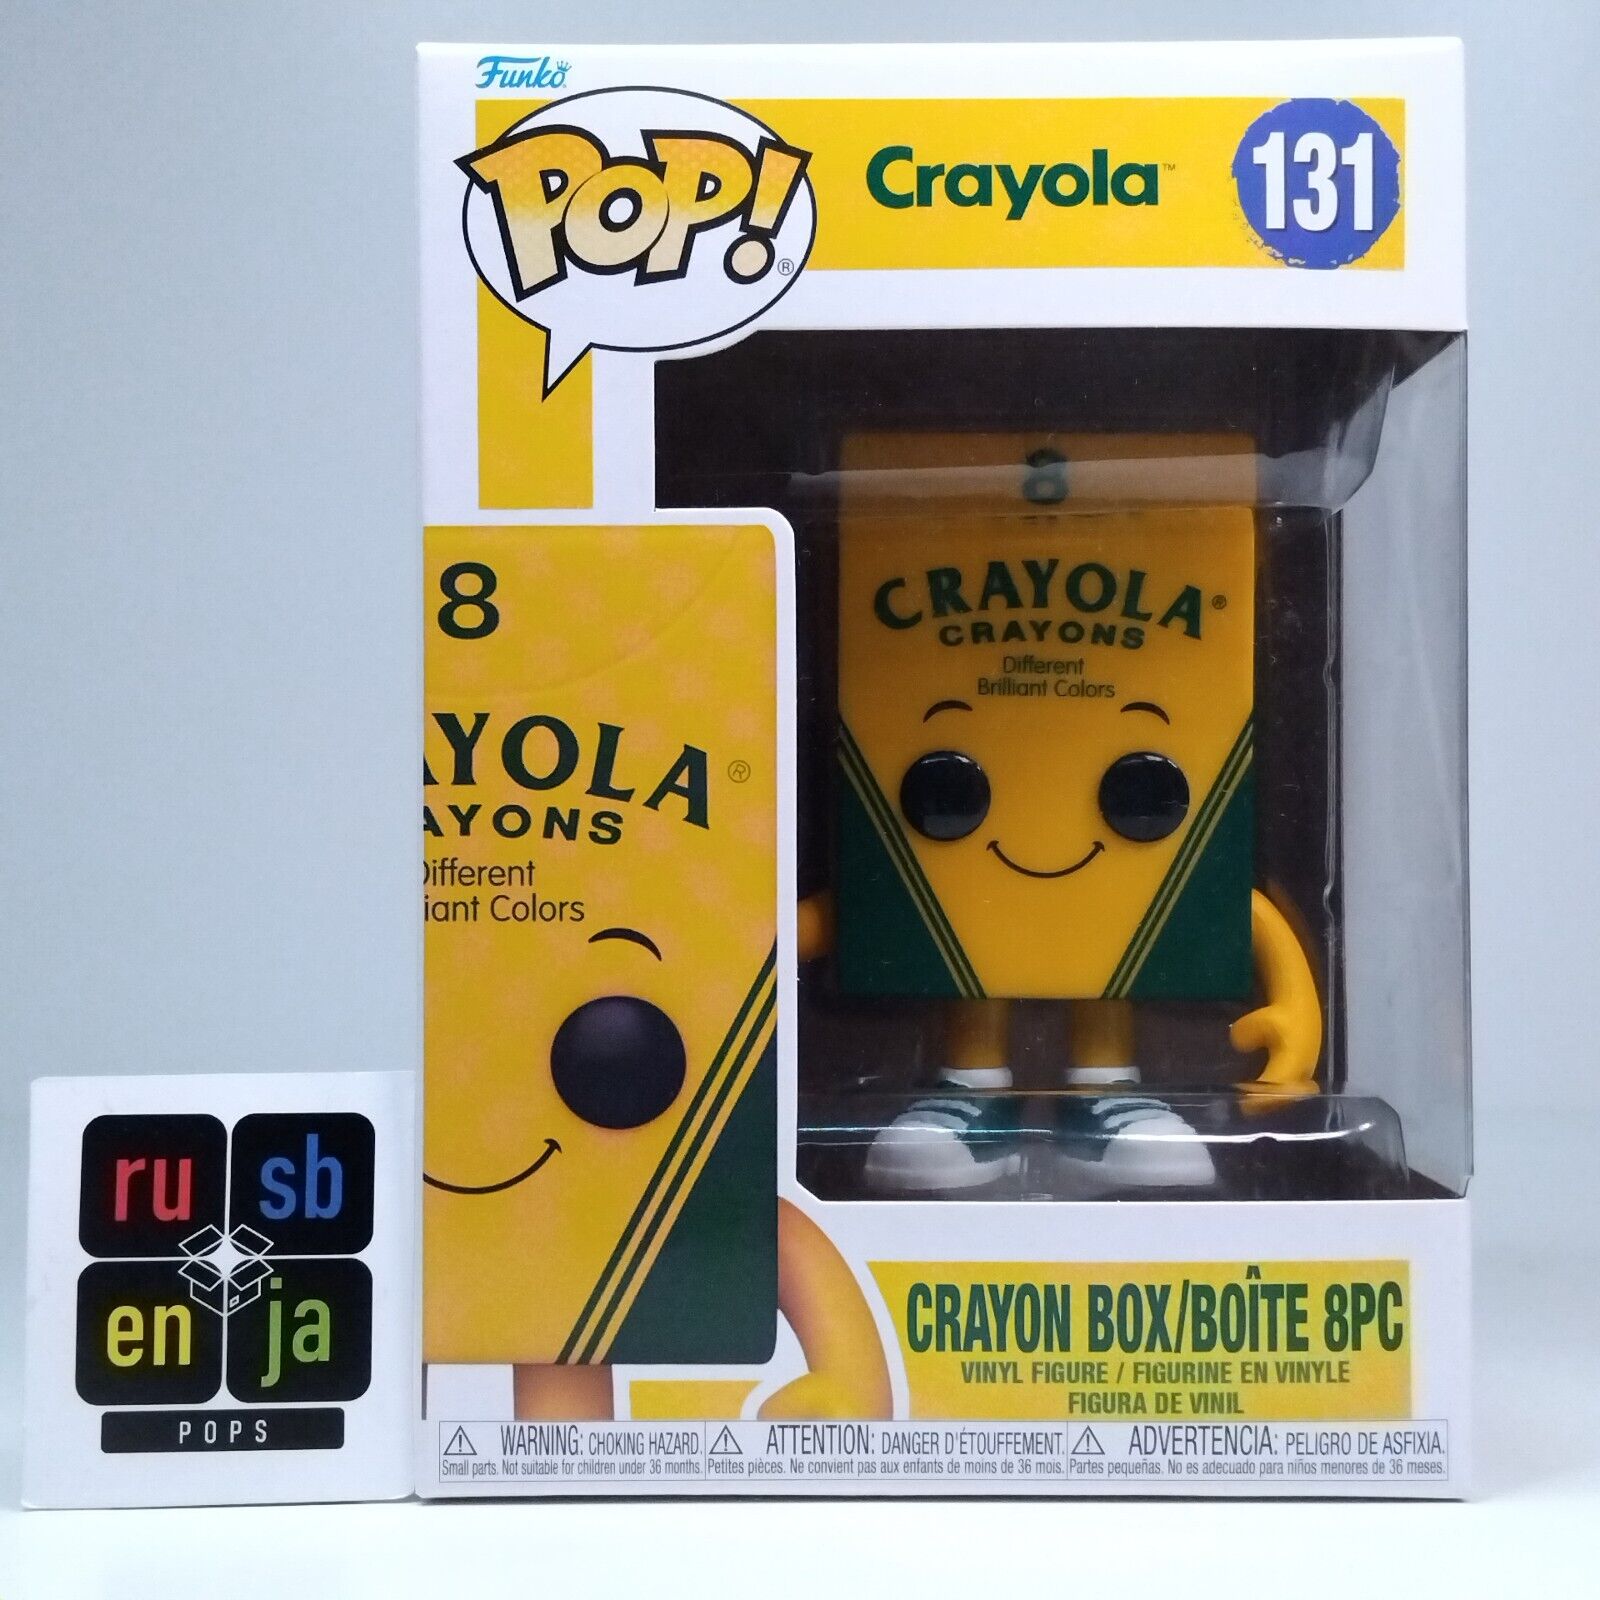 Funko
POP!®
Crayola™
131
8
AYOLA®
AYONS
Different
iant Colors
8
CRAYOLA®
CRAYONS
Different
Brilliant Colors
ru sb
en ja
POPS
CRAYON BOX/BOÎTE 8PC
VINYL FIGURE / FIGURINE EN VINYLE
FIGURA DE VINIL
WARNING: CHOKING HAZARD.
Small parts. Not suitable for children under 36 months.
ATTENTION: DANGER D'ÉTOUFFEMENT.
Petites pièces. Ne convient pas aux enfants de moins de 36 mois.
ADVERTENCIA: PELIGRO DE ASFIXIA.
Partes pequeñas. No es adecuado para niños menores de 36 meses.